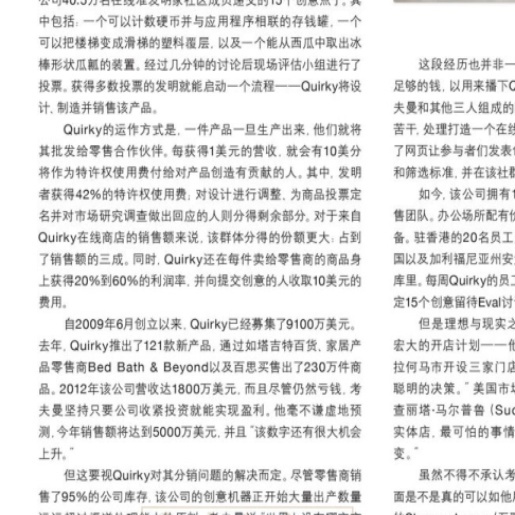 公司40.5万名在线准发明家社区成员递交的15个创意点子。其
中包括: 一个可以计数硬币并与应用程序相联的存钱罐, 一个
可以把楼梯变成滑梯的塑料覆层, 以及一个能从西瓜中取出冰
棒形状瓜瓤的装置。经过几分钟的讨论后现场评估小组进行了
投票。获得多数投票的发明就能启动一个流程——Quirky将设
计, 制造并销售该产品。
Quirky的运作方式是, 一件产品一旦生产出来, 他们就将
其批发给零售合作伙伴。每获得1美元的营收, 就会有10美分
将作为特许权使用费付给对产品创造有贡献的人。其中, 发明
者获得42%的特许权使用费; 对设计进行调整, 为商品投票定
名并对市场研究调查做出回应的人则分得剩余部分。对于来自
Quirky在线商店的销售额来说, 该群体分得的份额更大: 占到
了销售额的三成。同时, Quirky还在每件卖给零售商的商品身
上获得20%到60%的利润率, 并向提交创意的人收取10美元的
费用。
自2009年6月创立以来, Quirky已经募集了9100万美元。
去年, Quirky推出了121款新产品, 通过如塔吉特百货、家居产
品零售商Bed Bath & Beyond以及百思买售出了230万件商
品。2012年该公司营收达1800万美元, 而且尽管仍然亏钱, 考
夫曼坚持只要公司收紧投资就能实现盈利。他毫不谦虚地预
测, 今年销售额将达到5000万美元, 并且“该数字还有很大机会
上升。”
但这要视Quirky对其分销问题的解决而定。尽管零售商销
售了95%的公司库存, 该公司的创意机器正开始大量出产数量
这段经历也并非一
足够的钱, 以用来播下Q
夫曼和其他三人组成的
苦干, 处理打造一个在线
了网页让参与者们发表
和筛选标准, 并在该社群
如今, 该公司拥有1
售团队。办公场所配有
备。驻香港的20名员工
国以及加利福尼亚州安
库里。每周Quirky的员工
定15个创意留待Eval讨
但是理想与现实之
宏大的开店计划——他
拉何马市开设三家门店
聪明的决策。”美国市场
查丽塔·马尔普鲁 (Suc
实体店, 最可怕的事情
变。”
虽然不得不承认考
面是不是真的可以如他